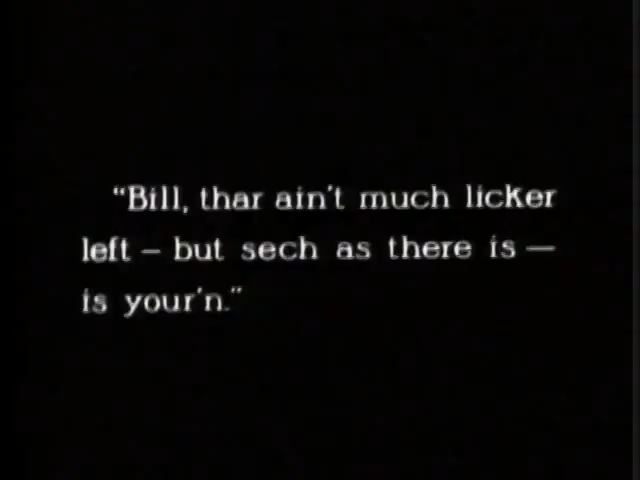 “Bill, thar ain't much licker
left – but sech as there is —
is your'n.”